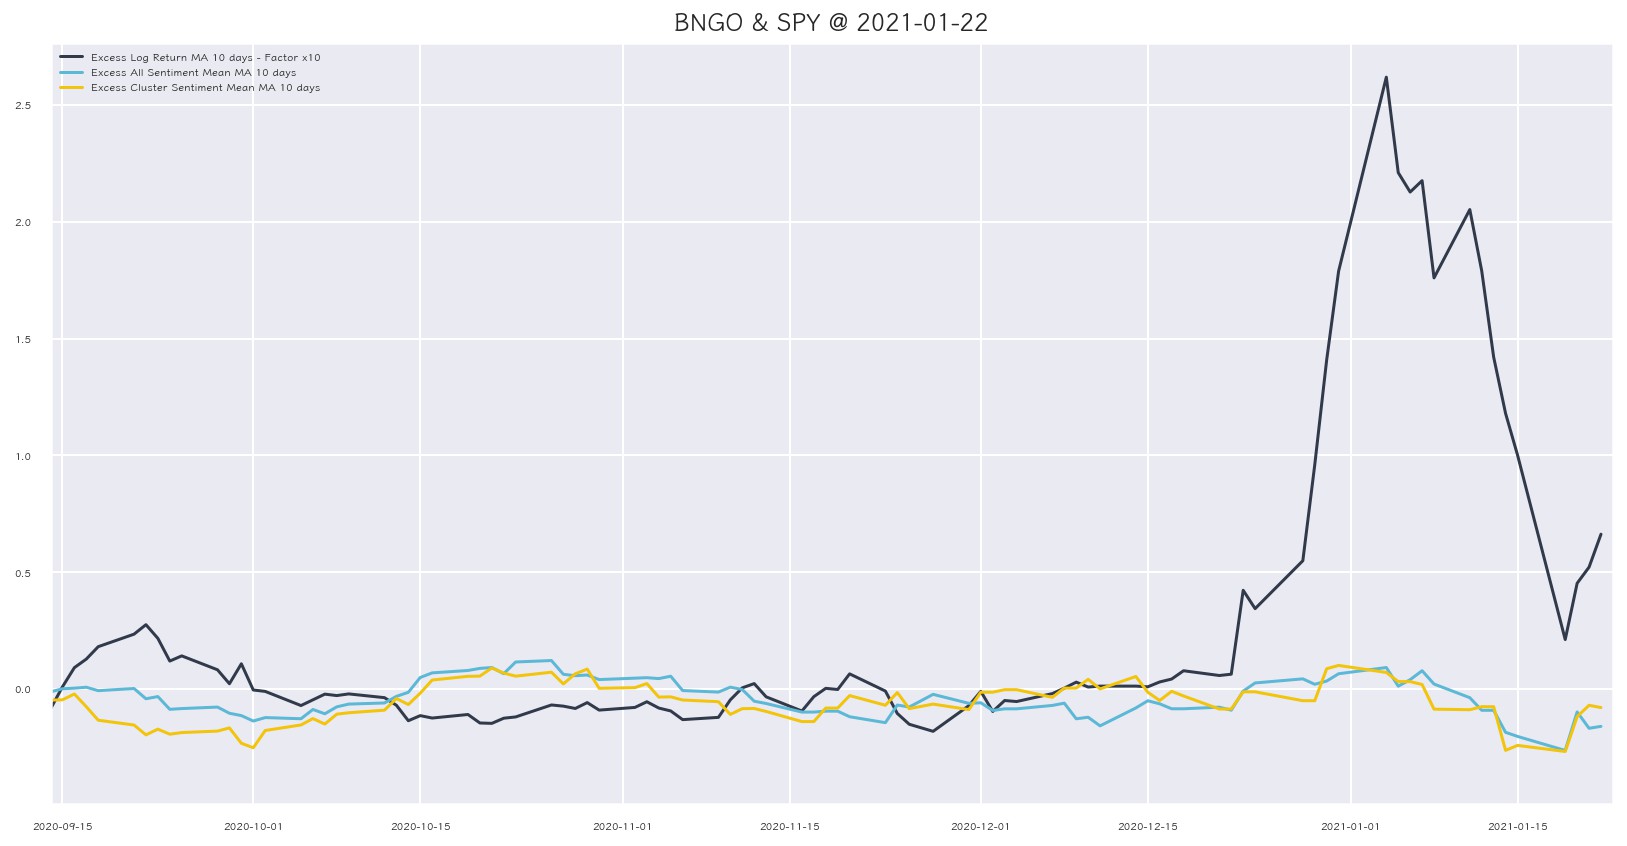 BNGO & SPY @ 2021-01-22
Excess Log Return MA 10 days - Factor x10
Excess All Sentiment Mean MA 10 days
Excess Cluster Sentiment Mean MA 10 days
2.5
2.0
1.5
1.0
0.5
0.0
2020-09-15 2020-10-01 2020-10-15 2020-11-01 2020-11-15 2020-12-01 2020-12-15 2021-01-01 2021-01-15